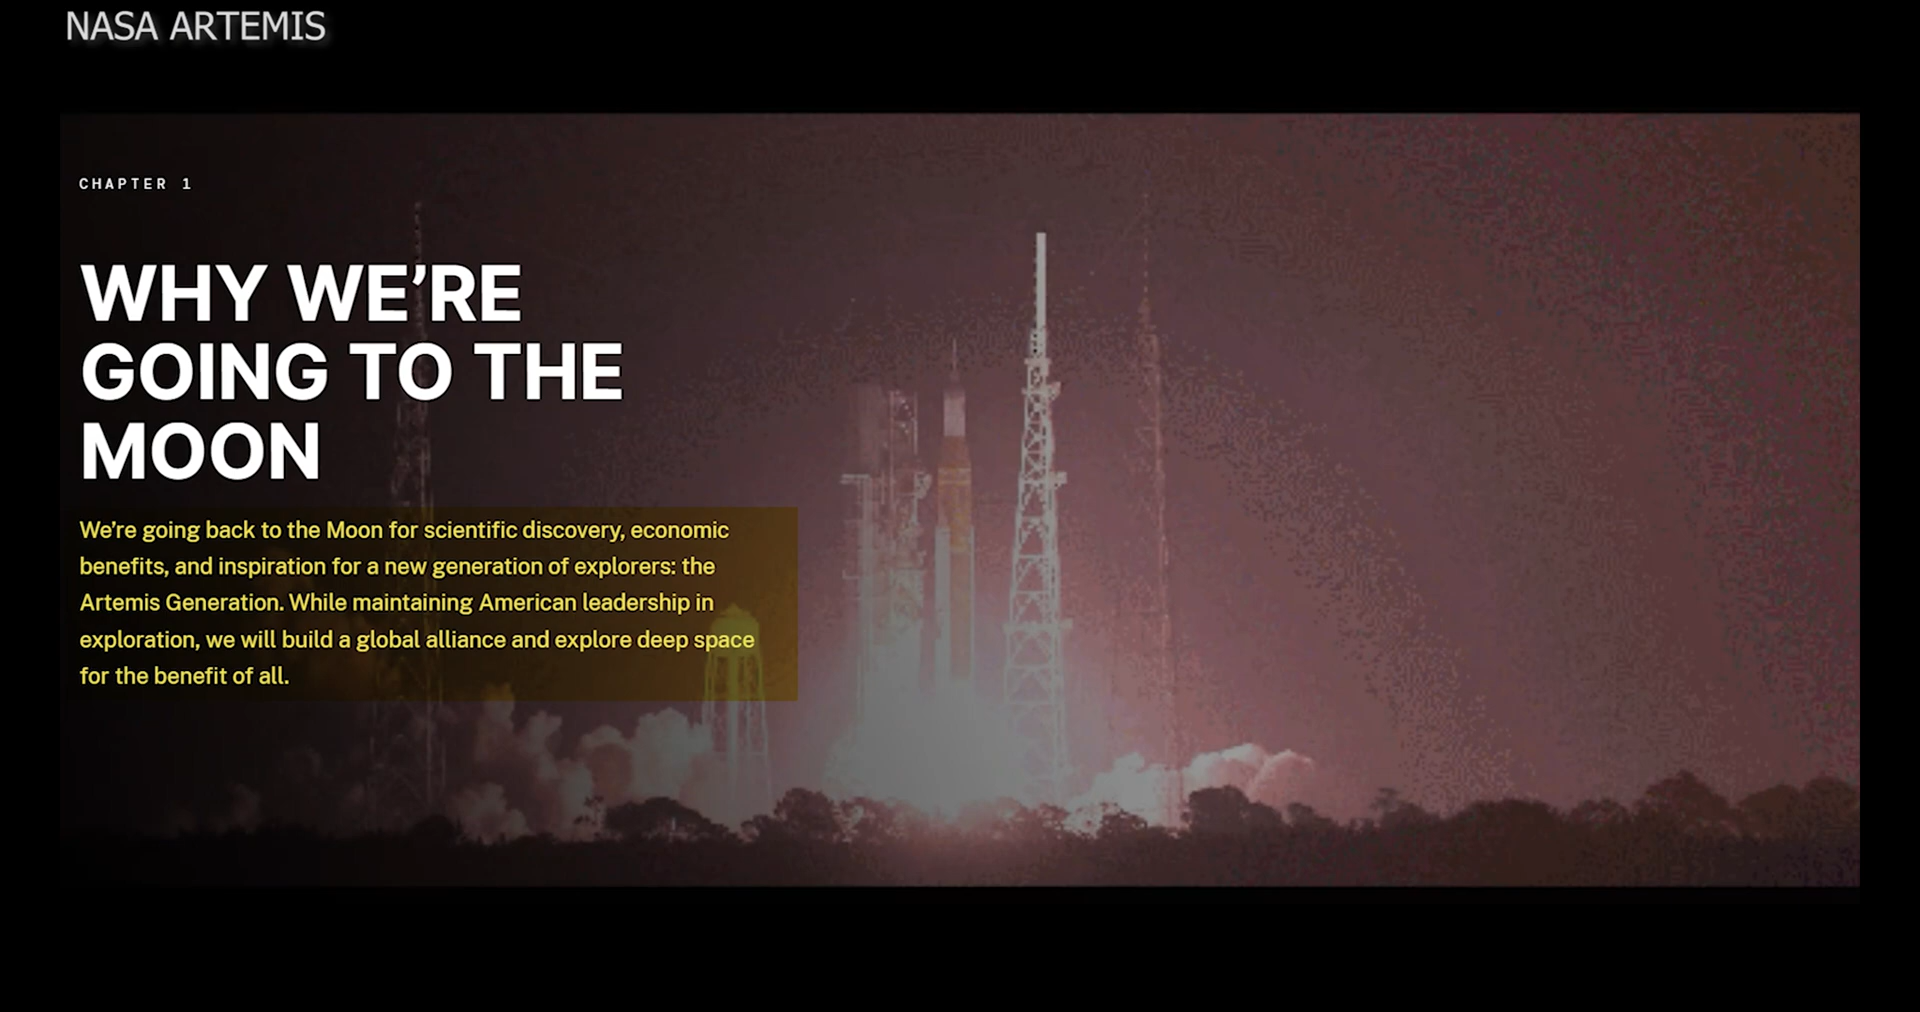 NASA ARTEMIS
CHAPTER 1
WHY WE’RE
GOING TO THE
MOON
We’re going back to the Moon for scientific discovery, economic
benefits, and inspiration for a new generation of explorers: the
Artemis Generation. While maintaining American leadership in
exploration, we will build a global alliance and explore deep space
for the benefit of all.